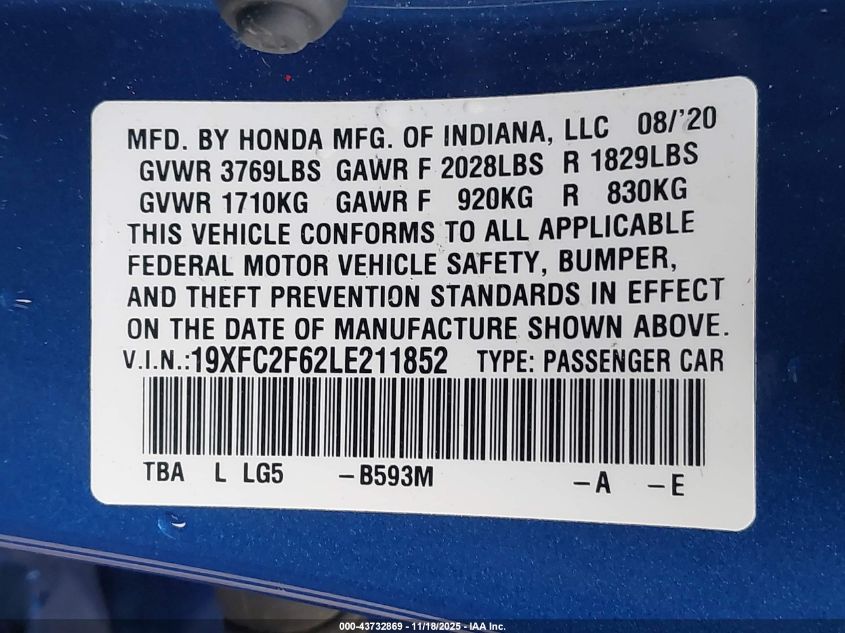 MFD. BY HONDA MFG. OF INDIANA, LLC 08/'20
GVWR 3769LBS GAWR F 2028LBS R 1829LBS
GVWR 1710KG GAWR F 920KG R 830KG
THIS VEHICLE CONFORMS TO ALL APPLICABLE
FEDERAL MOTOR VEHICLE SAFETY, BUMPER,
AND THEFT PREVENTION STANDARDS IN EFFECT
ON THE DATE OF MANUFACTURE SHOWN ABOVE.
V.I.N.:19XFC2F62LE211852 TYPE: PASSENGER CAR
TBA L LG5 –B593M –A –E
000-43732869 - 11/18/2025 - IAA Inc.